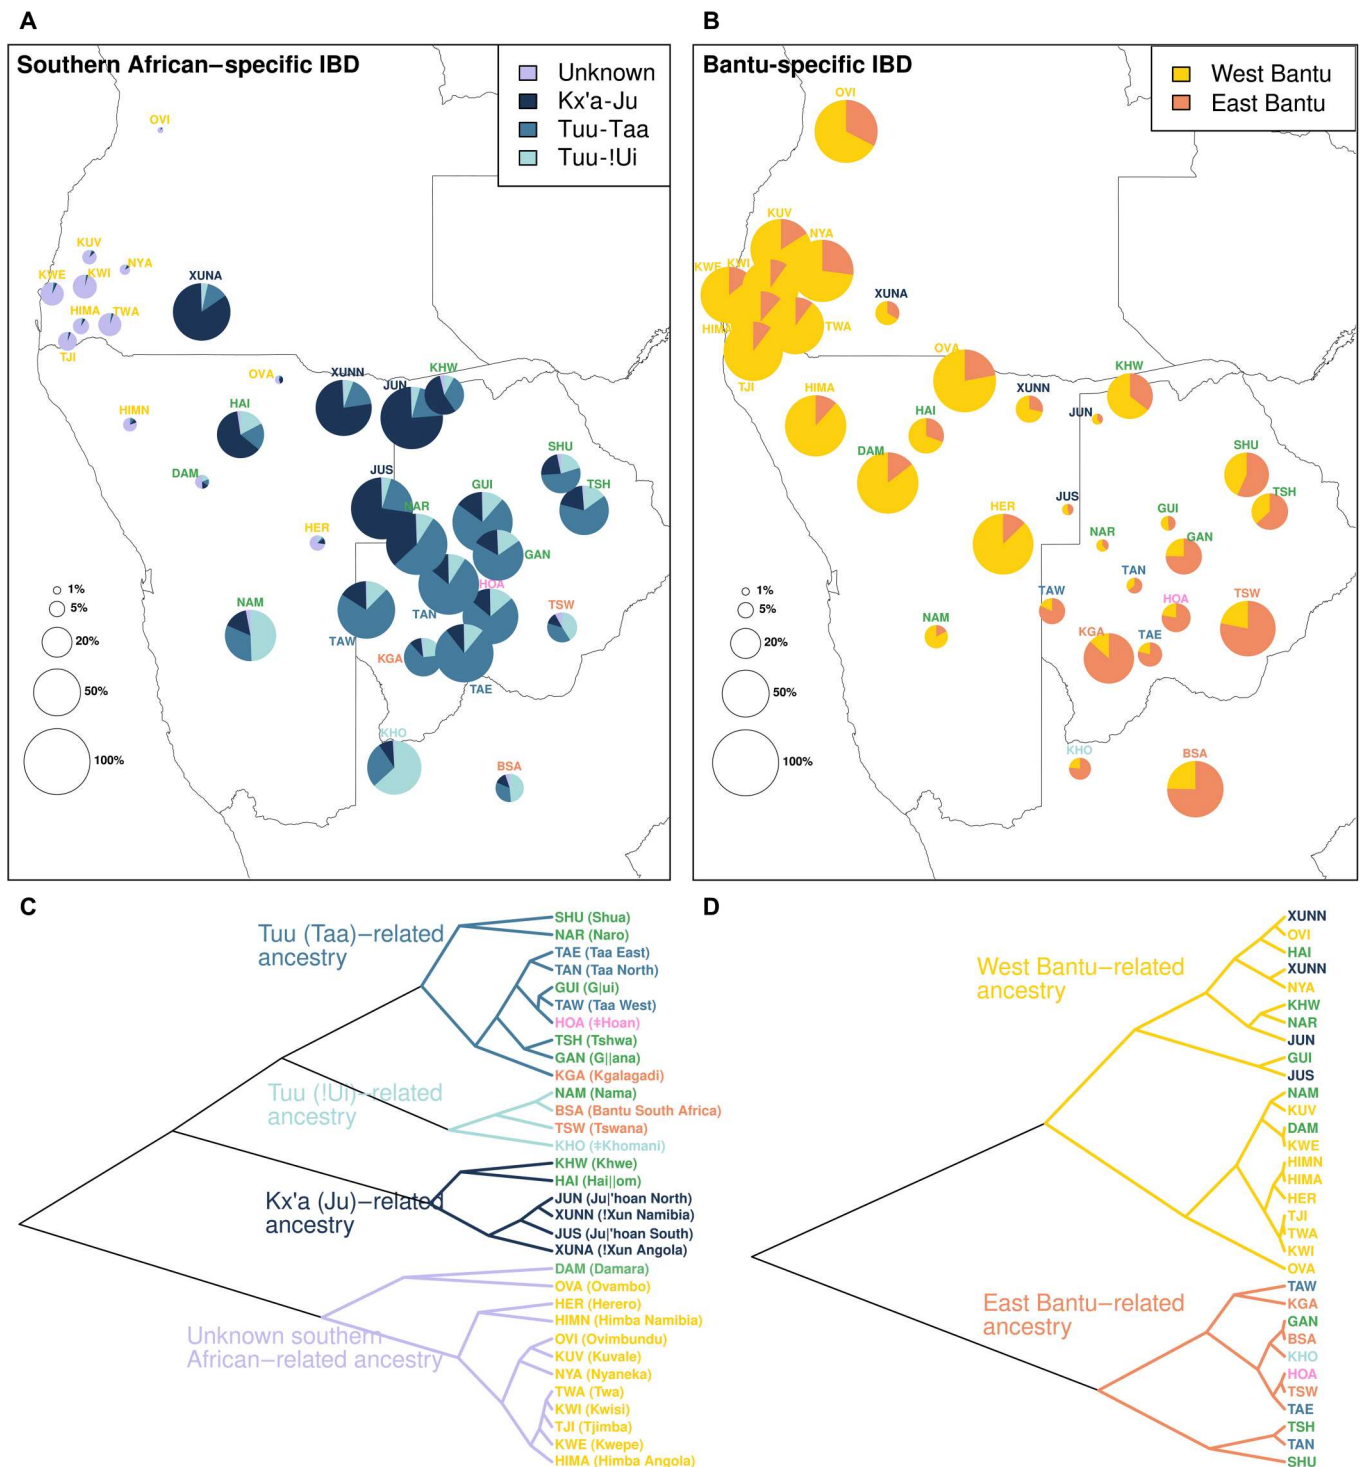 A
Southern African−specific IBD
Unknown
Kx'a-Ju
Tuu-Taa
Tuu-!Ui
OVI
KUV
NYA
KWE
KWI
XUNA
HIMA
TWA
TJI
OVA
XUNN
JUN
KHW
HIMN
HAI
SHU
DAM
JUS
NAR
GUI
TSH
HER
GAN
HOA
NAM
TAW
TAN
TSW
KGA
TAE
KHO
BSA
1%
5%
20%
50%
100%
B
Bantu-specific IBD
West Bantu
East Bantu
OVI
KUV
NYA
KWE
KWI
XUNA
HIM
TWA
TJI
OVA
HIMA
XUNN
KHW
HAI
JUN
DAM
SHU
JUS
TSH
HER
GUI
NAR
GAN
TAN
TAW
HOA
TSW
NAM
KGA
TAE
KHO
BSA
1%
5%
20%
50%
100%
C
Tuu (Taa)−related
ancestry
Tuu (!Ui)−related
ancestry
Kx'a (Ju)−related
ancestry
Unknown southern
African−related ancestry
SHU (Shua)
NAR (Naro)
TAE (Taa East)
TAN (Taa North)
GUI (G|ui)
TAW (Taa West)
HOA (ǂHoan)
TSH (Tshwa)
GAN (G||ana)
KGA (Kgalagadi)
NAM (Nama)
BSA (Bantu South Africa)
TSW (Tswana)
KHO (ǂKhomani)
KHW (Khwe)
HAI (Hai||om)
JUN (Ju|'hoan North)
XUNN (!Xun Namibia)
JUS (Ju|'hoan South)
XUNA (!Xun Angola)
DAM (Damara)
OVA (Ovambo)
HER (Herero)
HIMN (Himba Namibia)
OVI (Ovimbundu)
KUV (Kuvale)
NYA (Nyaneka)
TWA (Twa)
KWI (Kwisi)
TJI (Tjimba)
KWE (Kwepe)
HIMA (Himba Angola)
D
West Bantu−related
ancestry
East Bantu−related
ancestry
XUNN
OVI
HAI
XUNN
NYA
KHW
NAR
JUN
GUI
JUS
NAM
KUV
DAM
KWE
HIMN
HIMA
HER
TJI
TWA
KWI
OVA
TAW
KGA
GAN
BSA
KHO
HOA
TSW
TAE
TSH
TAN
SHU